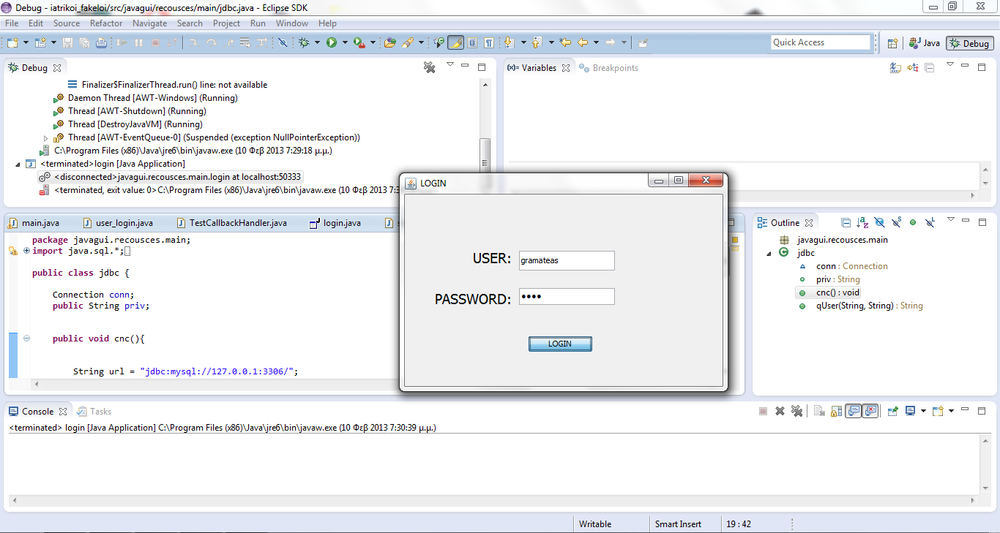 Debug - iatrikoi_fakeloi/src/javagui/recousces/main/jdbc.java - Eclipse SDK
File Edit Source Refactor Navigate Search Project Run Window Help
Quick Access
Java
Debug
Debug
Finalizer$FinalizerThread.run() line: not available
Daemon Thread [AWT-Windows] (Running)
Thread [AWT-Shutdown] (Running)
Thread [DestroyJavaVM] (Running)
Thread [AWT-EventQueue-0] (Suspended (exception NullPointerException))
C:\Program Files (x86)\Java\jre6\bin\javaw.exe (10 Φεβ 2013 7:29:18 μ.μ.)
<terminated>login [Java Application]
<disconnected>javagui.recousces.main.login at localhost:50333
<terminated, exit value: 0>C:\Program Files (x86)\Java\jre6\bin\javaw.exe (10 Φεβ 2013 7:3
(x)= Variables
Breakpoints
LOGIN
USER: gramateas
PASSWORD: ••••
LOGIN
main.java user_login.java TestCallbackHandler.java login.java
package javagui.recousces.main;
import java.sql.*;
public class jdbc {
Connection conn;
public String priv;
public void cnc(){
String url = "jdbc:mysql://127.0.0.1:3306/";
Outline
javagui.recousces.main
jdbc
conn : Connection
priv : String
cnc() : void
qUser(String, String) : String
Console
Tasks
<terminated> login [Java Application] C:\Program Files (x86)\Java\jre6\bin\javaw.exe (10 Φεβ 2013 7:30:39 μ.μ.)
Writable
Smart Insert
19 : 42